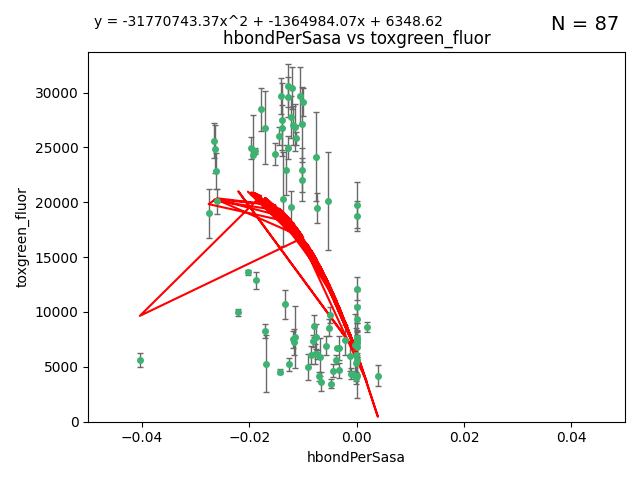 y = -31770743.37x^2 + -1364984.07x + 6348.62
N = 87
hbondPerSasa vs toxgreen_fluor
toxgreen_fluor
30000
25000
20000
15000
10000
5000
0
−0.04
−0.02
0.00
0.02
0.04
hbondPerSasa